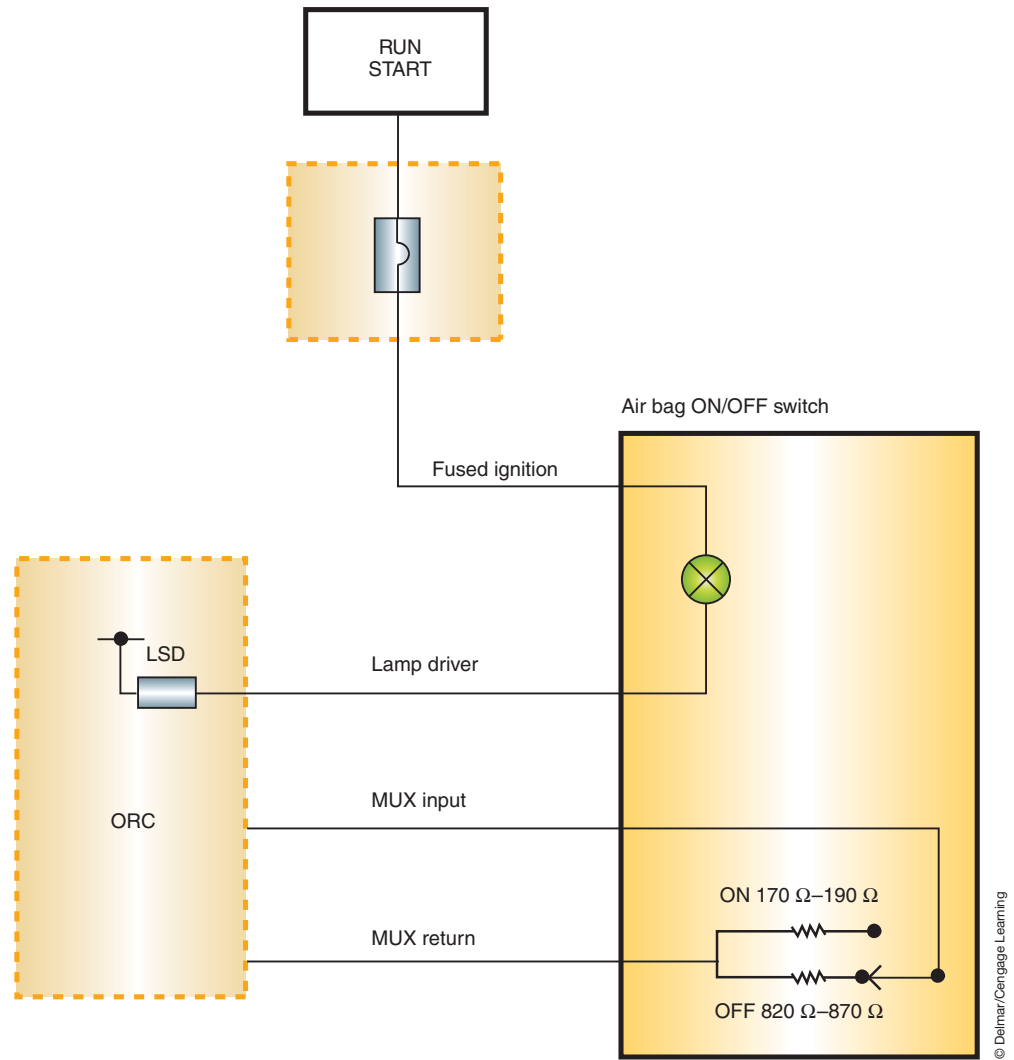 RUN
START
Air bag ON/OFF switch
Fused ignition
LSD
Lamp driver
MUX input
ORC
ON 170 Ω–190 Ω
MUX return
OFF 820 Ω–870 Ω
© Delmar/Cengage Learning